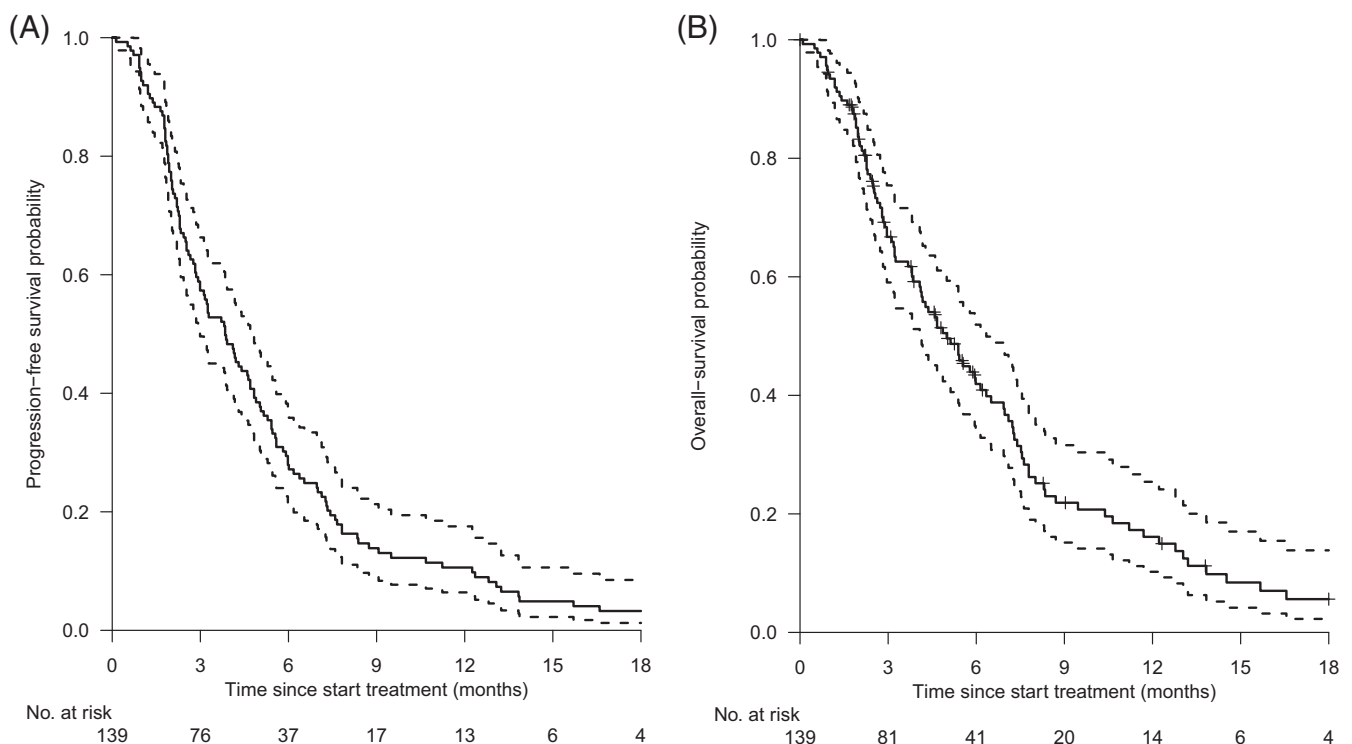 (A)
Progression-free survival probability
1.0
0.8
0.6
0.4
0.2
0.0
0 3 6 9 12 15 18
Time since start treatment (months)
No. at risk
139 76 37 17 13 6 4
(B)
Overall-survival probability
1.0
0.8
0.6
0.4
0.2
0.0
0 3 6 9 12 15 18
Time since start treatment (months)
No. at risk
139 81 41 20 14 6 4